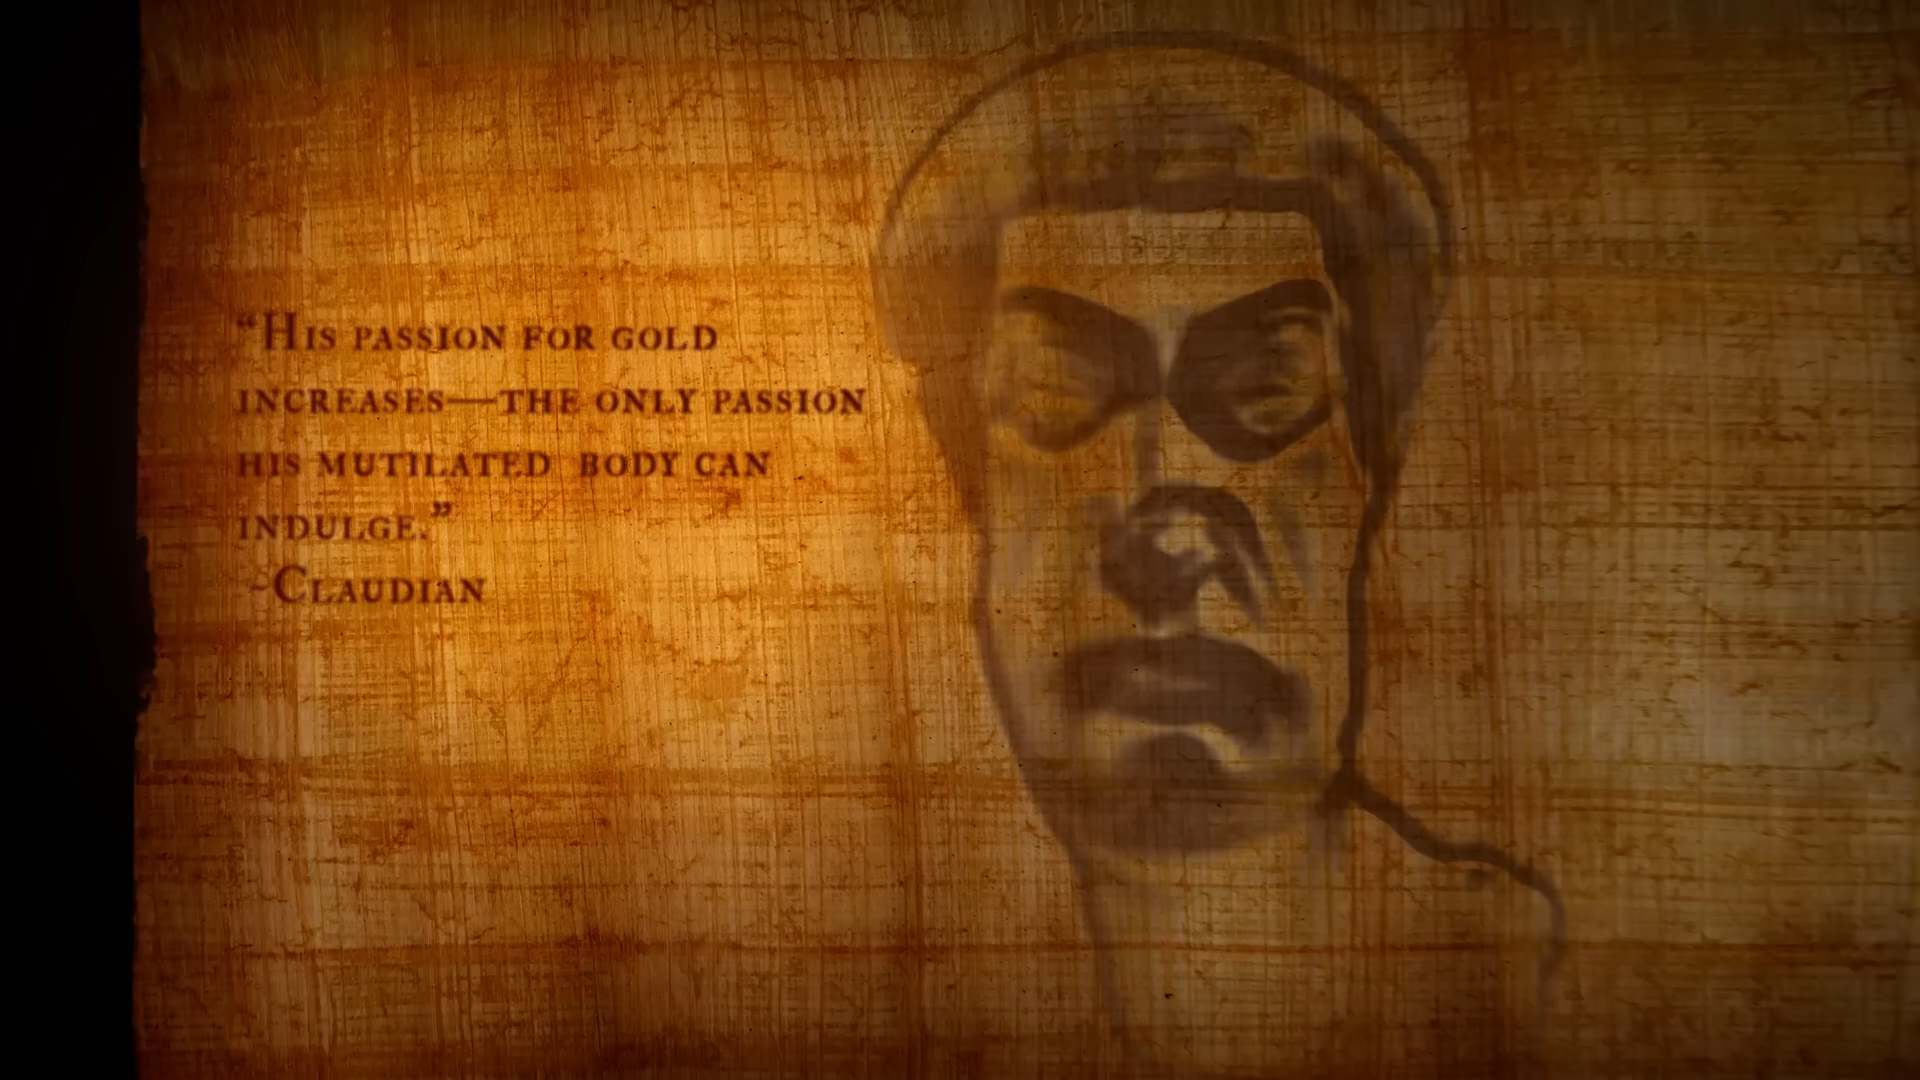 “His passion for gold
increases—the only passion
his mutilated body can
indulge.”
~Claudian